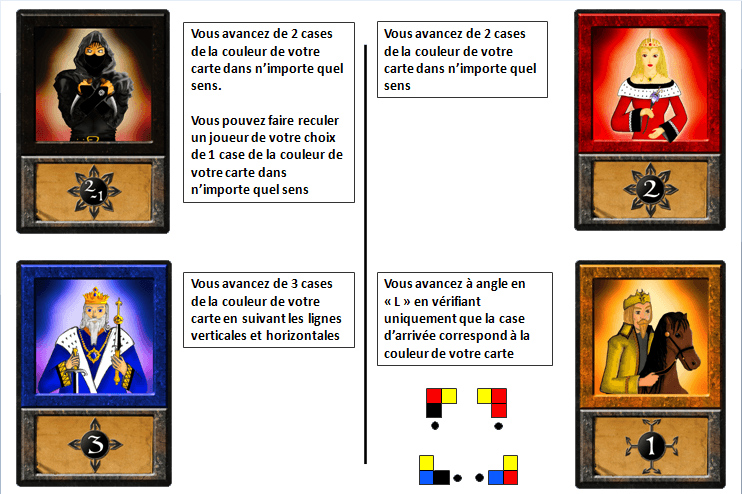 Vous avancez de 2 cases
de la couleur de votre
carte dans n’importe quel
sens.
Vous pouvez faire reculer
un joueur de votre choix
de 1 case de la couleur de
votre carte dans
n’importe quel sens
2
~1
Vous avancez de 2 cases
de la couleur de votre
carte dans n’importe quel
sens
2
Vous avancez de 3 cases
de la couleur de votre
carte en suivant les lignes
verticales et horizontales
3
Vous avancez à angle en
« L » en vérifiant
uniquement que la case
d’arrivée correspond à la
couleur de votre carte
1